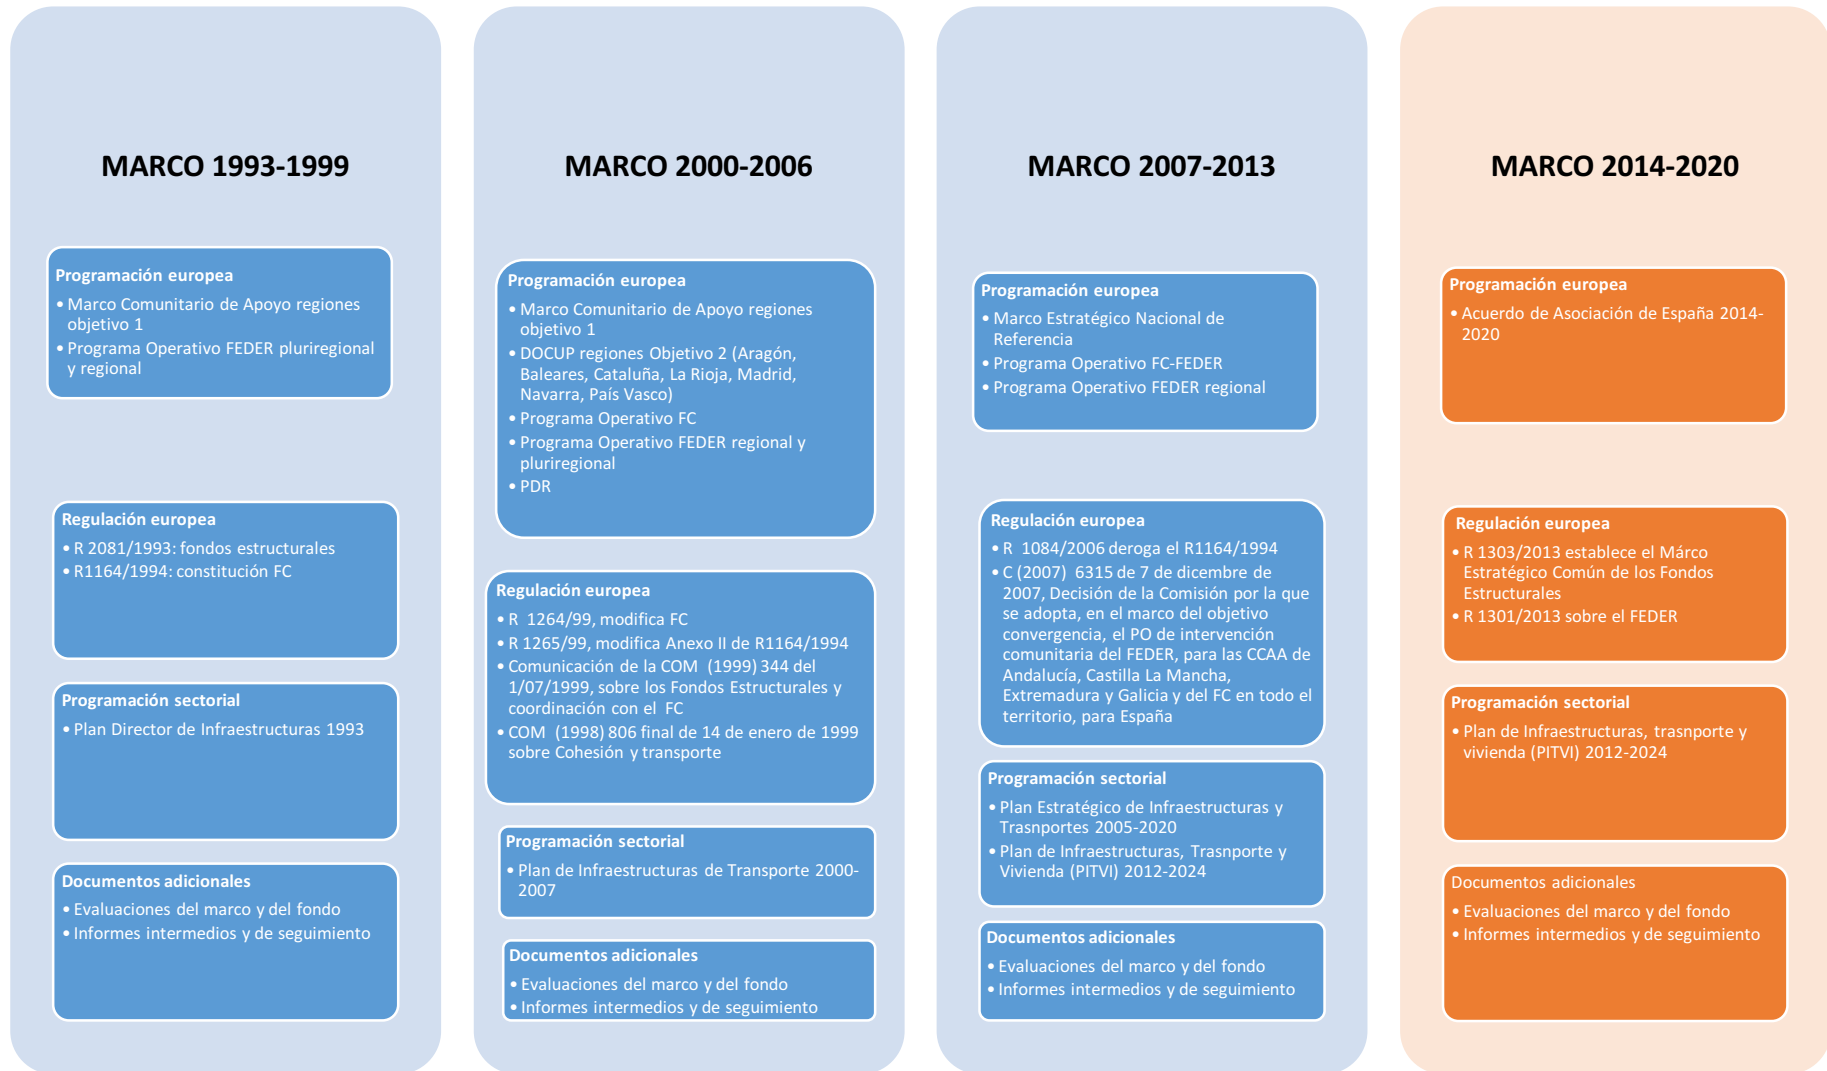 MARCO 1993-1999
Programación europea
• Marco Comunitario de Apoyo regiones
objetivo 1
• Programa Operativo FEDER pluriregional
y regional
Regulación europea
• R 2081/1993: fondos estructurales
• R1164/1994: constitución FC
Programación sectorial
• Plan Director de Infraestructuras 1993
Documentos adicionales
• Evaluaciones del marco y del fondo
• Informes intermedios y de seguimiento
MARCO 2000-2006
Programación europea
• Marco Comunitario de Apoyo regiones
objetivo 1
• DOCUP regiones Objetivo 2 (Aragón,
Baleares, Cataluña, La Rioja, Madrid,
Navarra, País Vasco)
• Programa Operativo FC
• Programa Operativo FEDER regional y
pluriregional
• PDR
Regulación europea
• R 1264/99, modifica FC
• R 1265/99, modifica Anexo II de R1164/1994
• Comunicación de la COM (1999) 344 del
1/07/1999, sobre los Fondos Estructurales y
coordinación con el FC
• COM (1998) 806 final de 14 de enero de 1999
sobre Cohesión y transporte
Programación sectorial
• Plan de Infraestructuras de Transporte 2000-
2007
Documentos adicionales
• Evaluaciones del marco y del fondo
• Informes intermedios y de seguimiento
MARCO 2007-2013
Programación europea
• Marco Estratégico Nacional de
Referencia
• Programa Operativo FC-FEDER
• Programa Operativo FEDER regional
Regulación europea
• R 1084/2006 deroga el R1164/1994
• C (2007) 6315 de 7 de dicembre de
2007, Decisión de la Comisión por la que
se adopta, en el marco del objetivo
convergencia, el PO de intervención
comunitaria del FEDER, para las CCAA de
Andalucía, Castilla La Mancha,
Extremadura y Galicia y del FC en todo el
territorio, para España
Programación sectorial
• Plan Estratégico de Infraestructuras y
Trasnportes 2005-2020
• Plan de Infraestructuras, Trasnporte y
Vivienda (PITVI) 2012-2024
Documentos adicionales
• Evaluaciones del marco y del fondo
• Informes intermedios y de seguimiento
MARCO 2014-2020
Programación europea
• Acuerdo de Asociación de España 2014-
2020
Regulación europea
• R 1303/2013 establece el Márco
Estratégico Común de los Fondos
Estructurales
• R 1301/2013 sobre el FEDER
Programación sectorial
• Plan de Infraestructuras, trasnporte y
vivienda (PITVI) 2012-2024
Documentos adicionales
• Evaluaciones del marco y del fondo
• Informes intermedios y de seguimiento